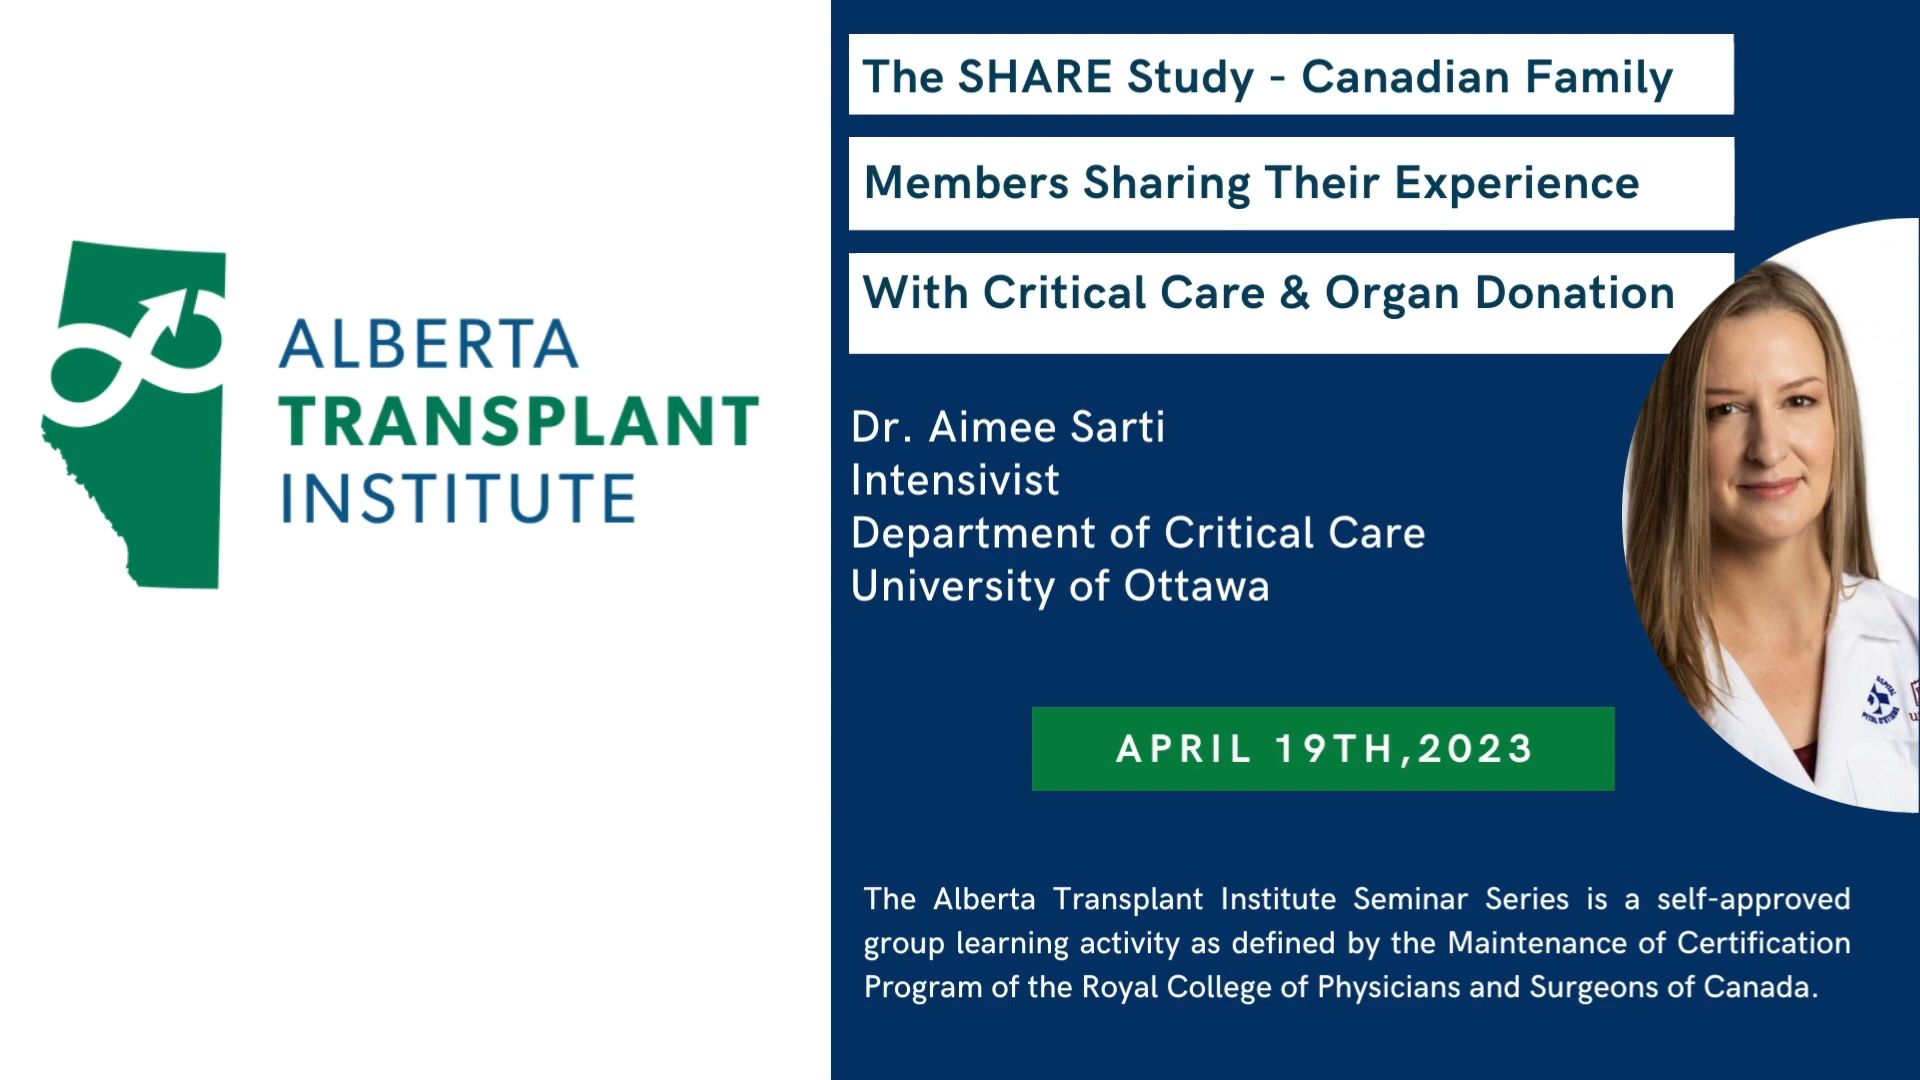 ALBERTA
TRANSPLANT
INSTITUTE
The SHARE Study - Canadian Family
Members Sharing Their Experience
With Critical Care & Organ Donation
Dr. Aimee Sarti
Intensivist
Department of Critical Care
University of Ottawa
APRIL 19TH,2023
The Alberta Transplant Institute Seminar Series is a self-approved
group learning activity as defined by the Maintenance of Certification
Program of the Royal College of Physicians and Surgeons of Canada.